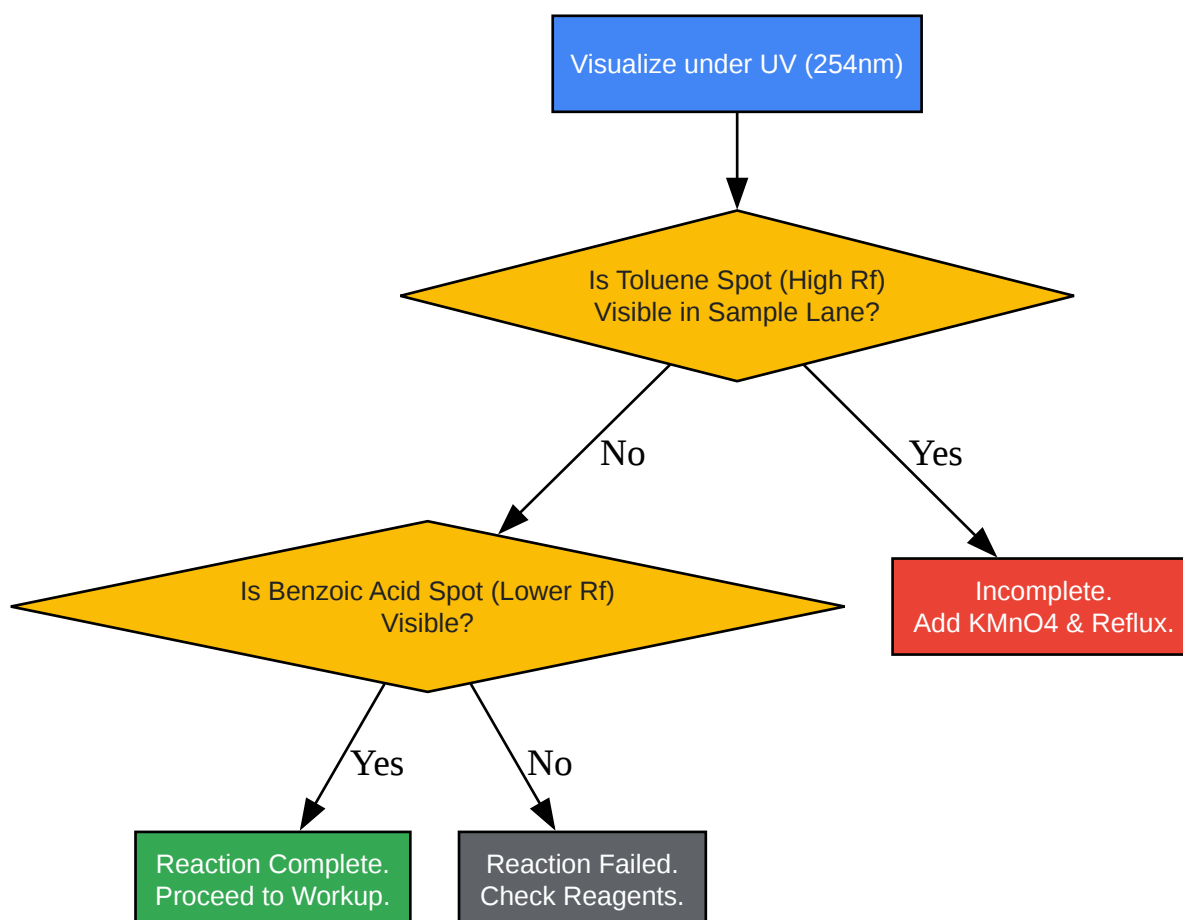 Visualize under UV (254nm)
Is Toluene Spot (High Rf)
Visible in Sample Lane?
No
Yes
Is Benzoic Acid Spot (Lower Rf)
Visible?
Incomplete.
Add KMnO4 & Reflux.
Yes
No
Reaction Complete.
Proceed to Workup.
Reaction Failed.
Check Reagents.